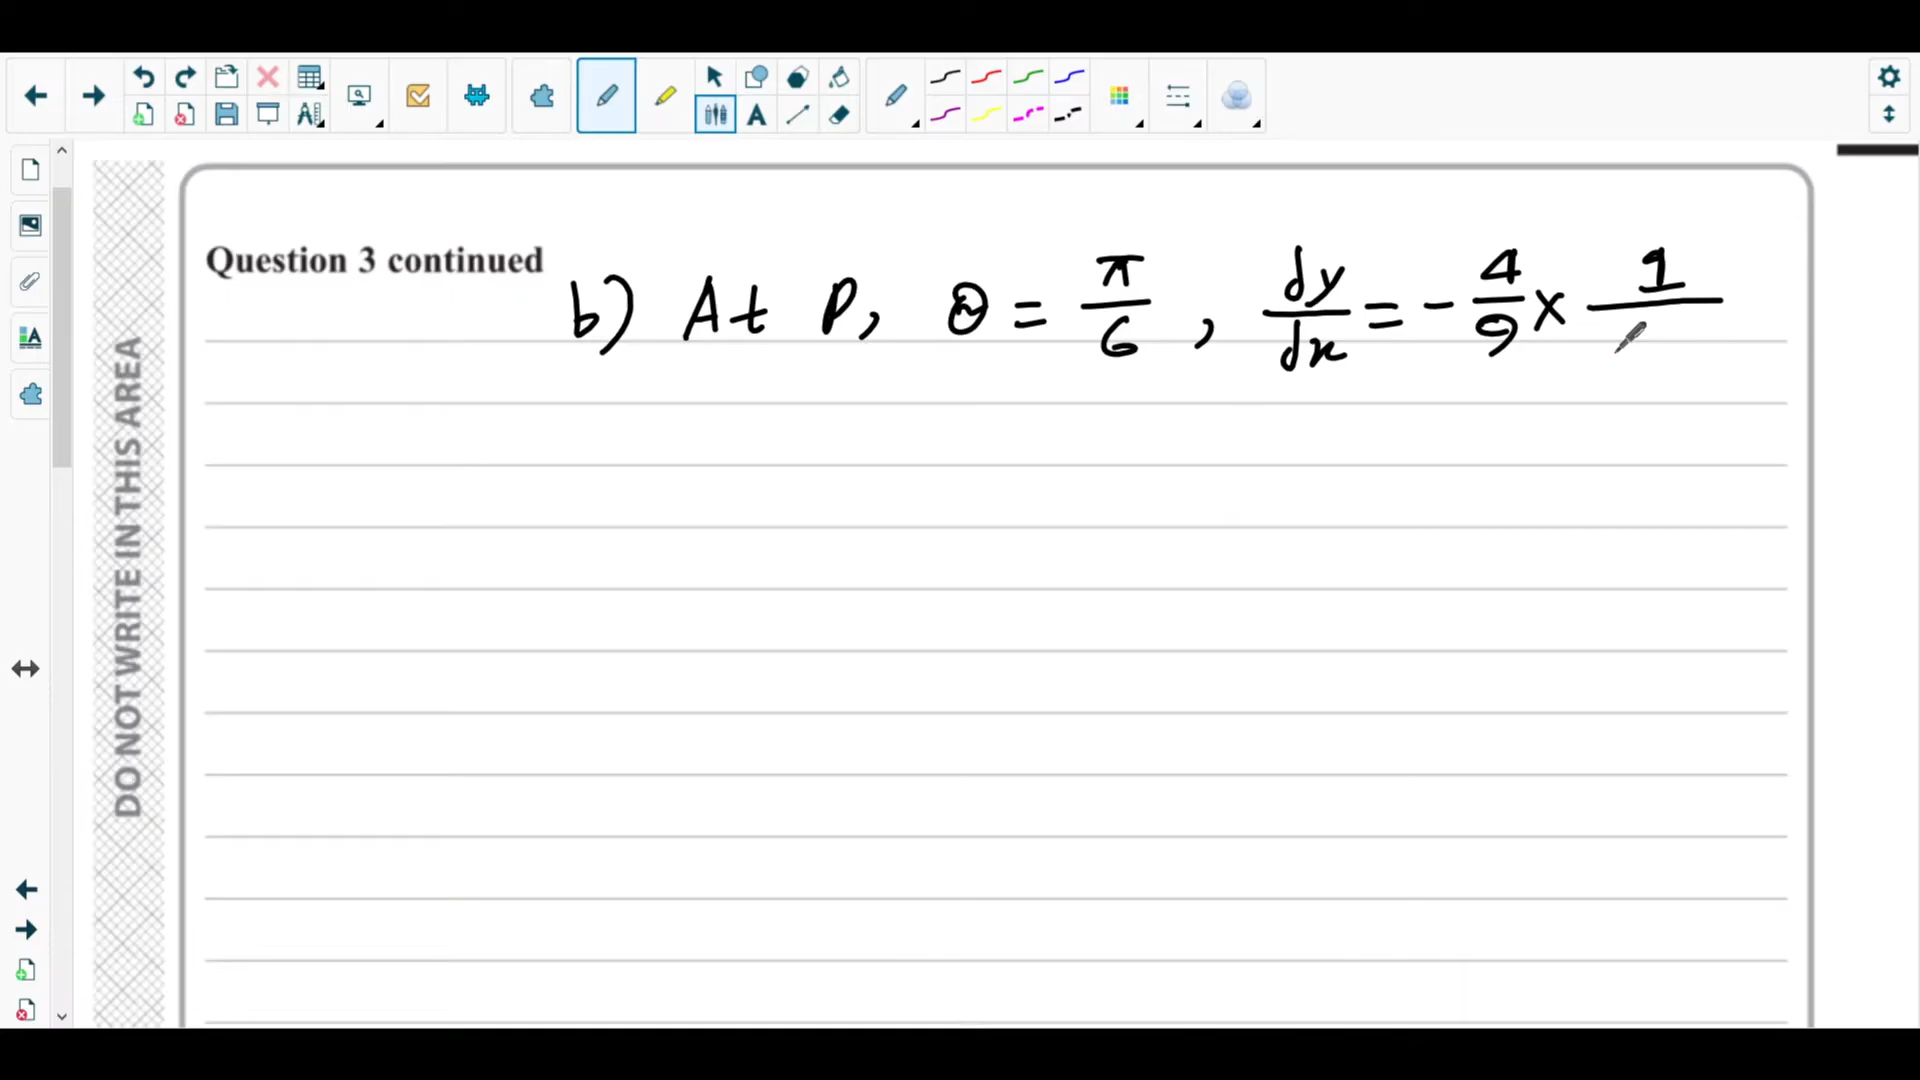 Question 3 continued
b) At P, θ = π/6 , dy/dx = - 4/9 × 1/
DO NOT WRITE IN THIS AREA